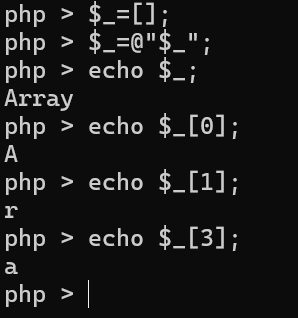 php > $_=[];
php > $_=@"$_";
php > echo $_;
Array
php > echo $_[0];
A
php > echo $_[1];
r
php > echo $_[3];
a
php >